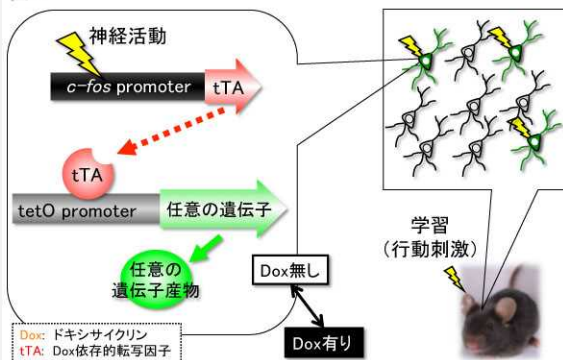 神経活動
c-fos promoter
tTA
tTA
tetO promoter
任意の遺伝子
任意の
遺伝子産物
Dox無し
Dox有り
学習
(行動刺激)
Dox: ドキシサイクリン
tTA: Dox依存的転写因子